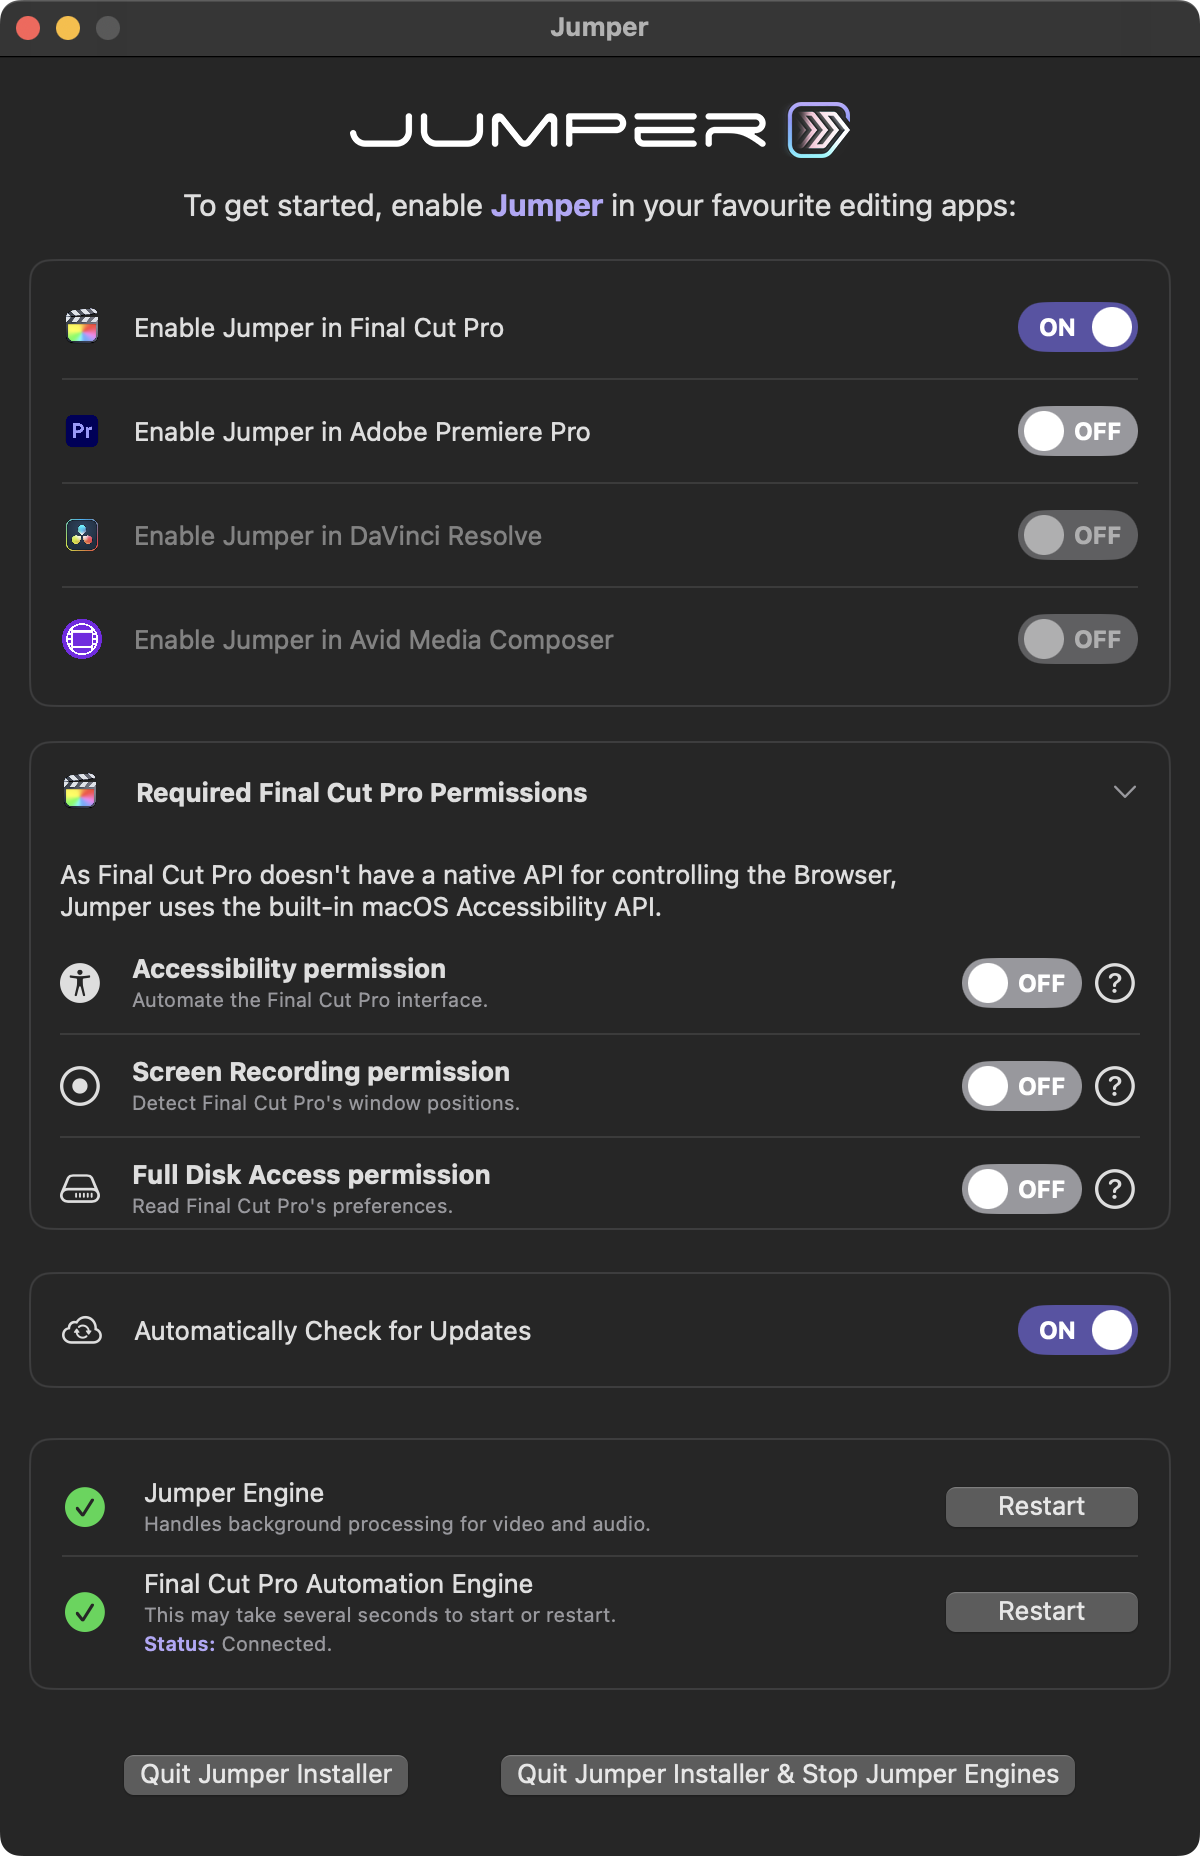 Jumper
JUMPER
To get started, enable Jumper in your favourite editing apps:
Enable Jumper in Final Cut Pro
ON
Pr
Enable Jumper in Adobe Premiere Pro
OFF
Enable Jumper in DaVinci Resolve
OFF
Enable Jumper in Avid Media Composer
OFF
Required Final Cut Pro Permissions
As Final Cut Pro doesn't have a native API for controlling the Browser,
Jumper uses the built-in macOS Accessibility API.
Accessibility permission
Automate the Final Cut Pro interface.
OFF
?
Screen Recording permission
Detect Final Cut Pro's window positions.
OFF
?
Full Disk Access permission
Read Final Cut Pro's preferences.
OFF
?
Automatically Check for Updates
ON
Jumper Engine
Handles background processing for video and audio.
Restart
Final Cut Pro Automation Engine
This may take several seconds to start or restart.
Status: Connected.
Restart
Quit Jumper Installer
Quit Jumper Installer & Stop Jumper Engines